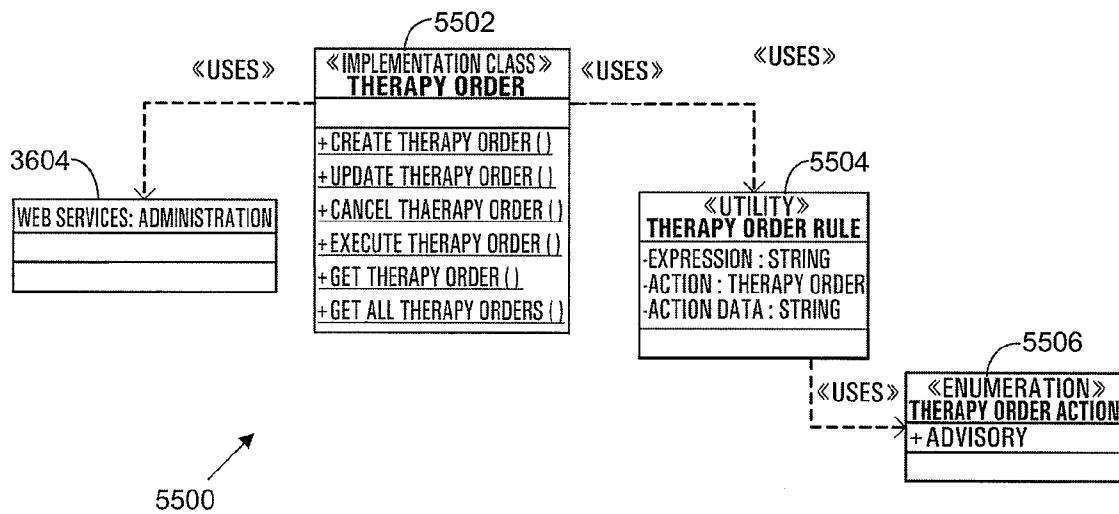 5502
«USES»
«IMPLEMENTATION CLASS»
THERAPY ORDER
«USES»
«USES»
+CREATE THERAPY ORDER ( )
+UPDATE THERAPY ORDER ( )
+CANCEL THAERAPY ORDER ( )
+EXECUTE THERAPY ORDER ( )
+GET THERAPY ORDER ( )
+GET ALL THERAPY ORDERS ( )
3604
WEB SERVICES: ADMINISTRATION
5504
«UTILITY»
THERAPY ORDER RULE
-EXPRESSION : STRING
-ACTION : THERAPY ORDER
-ACTION DATA : STRING
5506
«USES»
«ENUMERATION»
THERAPY ORDER ACTION
+ ADVISORY
5500